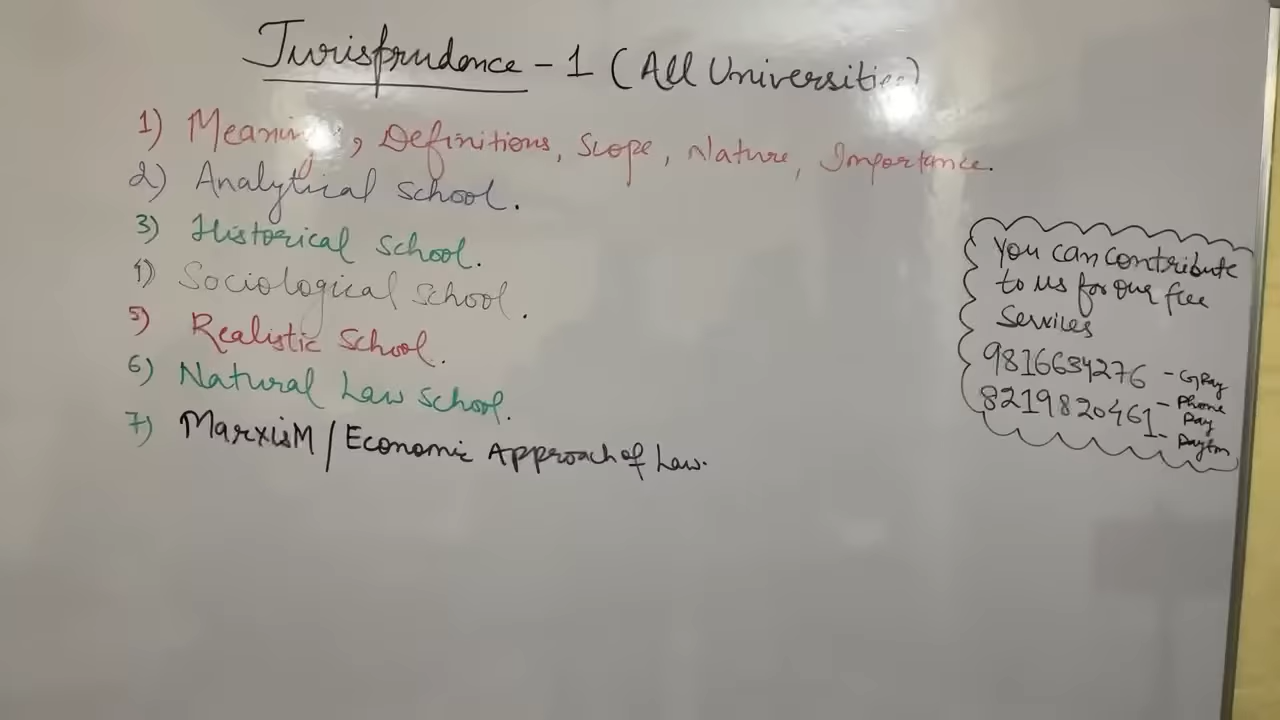 Jurisprudence - 1 (All Universities)
1) Meaning, Definitions, Scope, Nature, Importance.
2) Analytical School.
3) Historical School.
4) Sociological School.
5) Realistic School.
6) Natural Law School.
7) Marxism / Economic Approach of Law.
You can contribute
to us for our free
Services
9816634276 - GPay
8219820461 - Phone
Pay
- Paytm